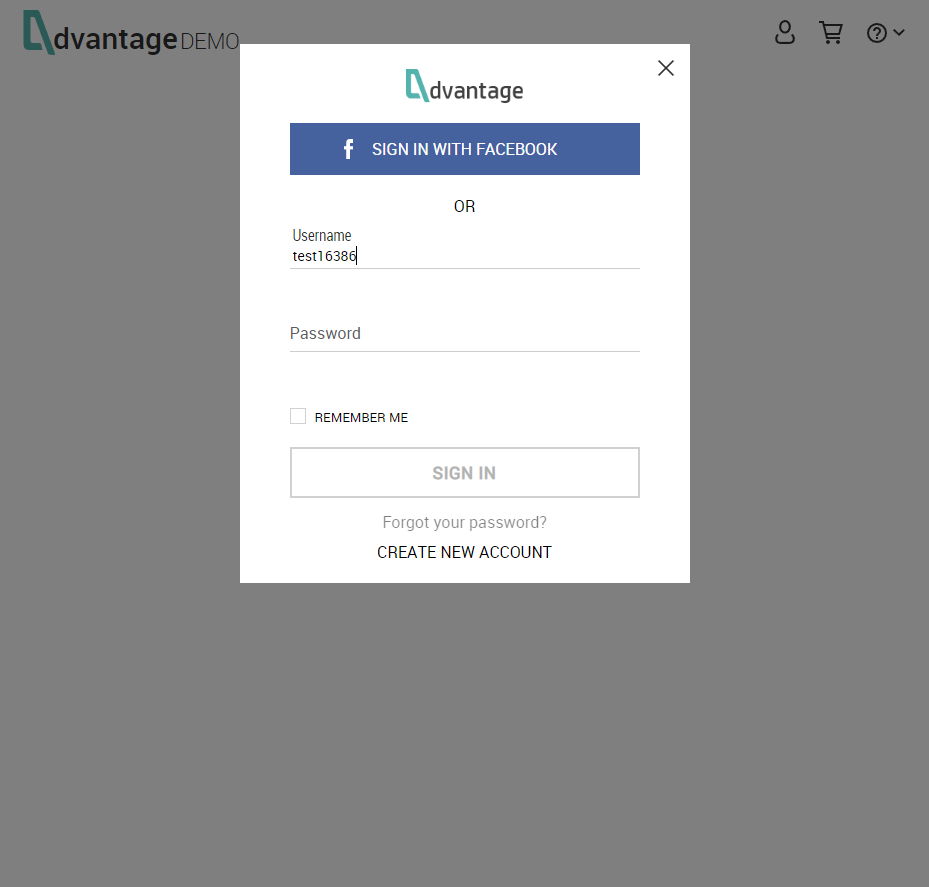 dvantage DEMO
dvantage
SIGN IN WITH FACEBOOK
OR
Username
test16386
Password
REMEMBER ME
SIGN IN
Forgot your password?
CREATE NEW ACCOUNT